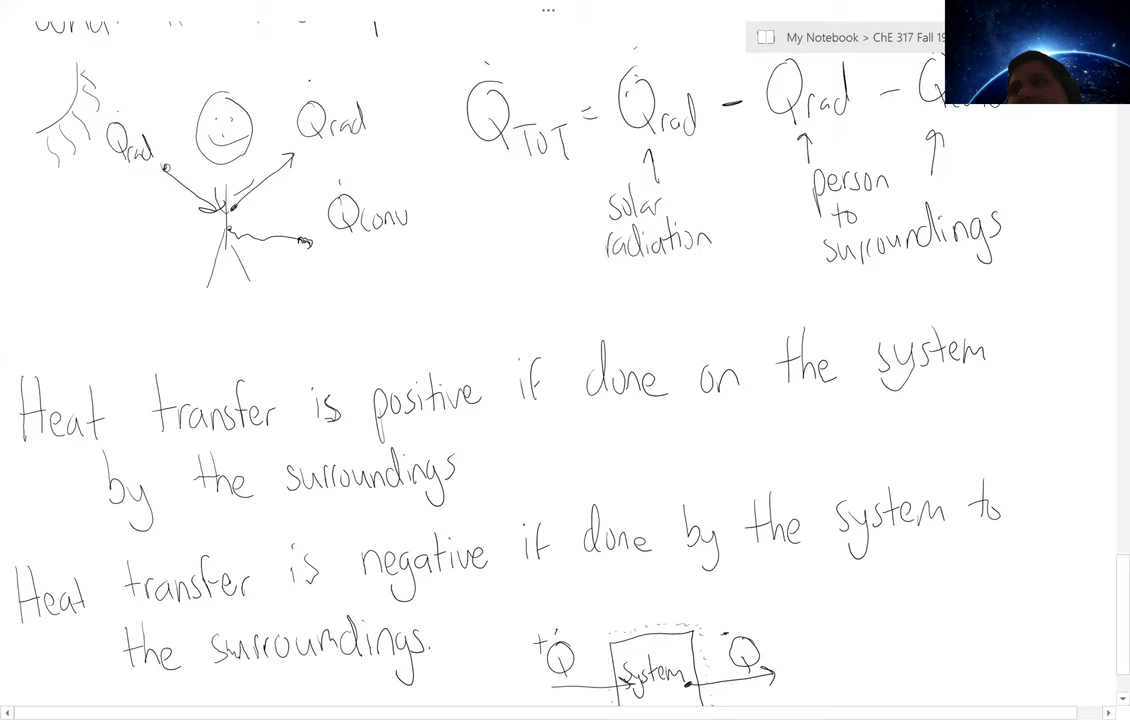 My Notebook > ChE 317 Fall 19
Q̇rad
Q̇rad
Q̇conv
Q̇TOT = Q̇rad - Q̇rad - Q̇
solar
radiation
person
to
surroundings
Heat transfer is positive if done on the system
by the surroundings
Heat transfer is negative if done by the system to
the surroundings.
+Q̇
system
-Q̇